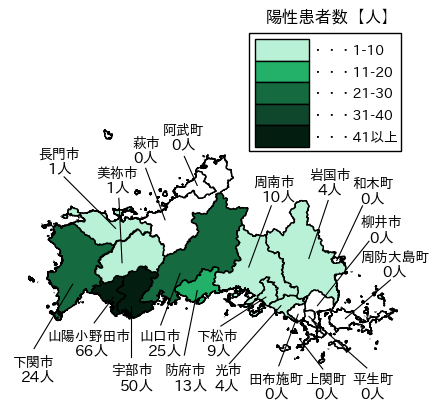 陽性患者数【人】
・・・1-10
・・・11-20
・・・21-30
・・・31-40
・・・41以上
阿武町
0人
萩市
0人
長門市
1人
美祢市
1人
周南市
10人
岩国市
4人
和木町
0人
柳井市
0人
周防大島町
0人
山陽小野田市
66人
山口市
25人
下松市
9人
下関市
24人
宇部市
50人
防府市
13人
光市
4人
田布施町
0人
上関町
0人
平生町
0人